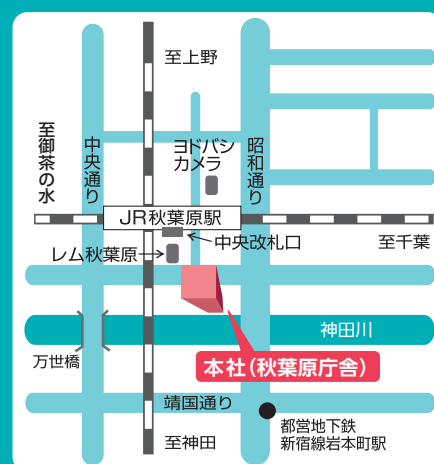 至上野
至御茶の水
中央通り
ヨドバシ
カメラ
昭和通り
JR秋葉原駅
中央改札口
至千葉
レム秋葉原
神田川
万世橋
本社(秋葉原庁舎)
靖国通り
都営地下鉄
新宿線岩本町駅
至神田